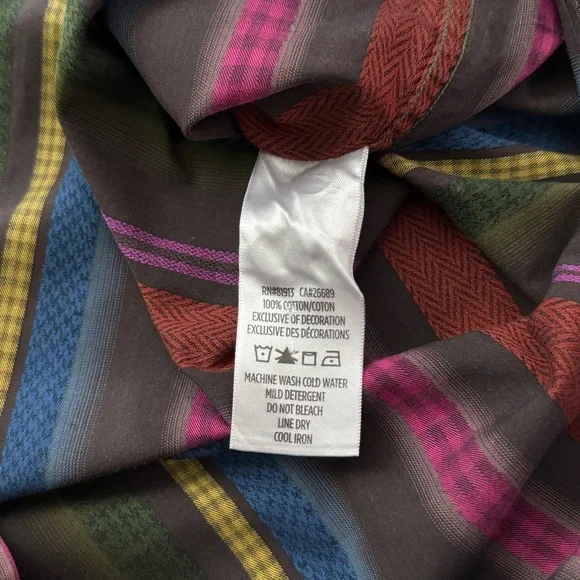 RN#81913 CA#26689
100% COTTON/COTON
EXCLUSIVE OF DECORATION
EXCLUSIVE DES DÉCORATIONS
MACHINE WASH COLD WATER
MILD DETERGENT
DO NOT BLEACH
LINE DRY
COOL IRON